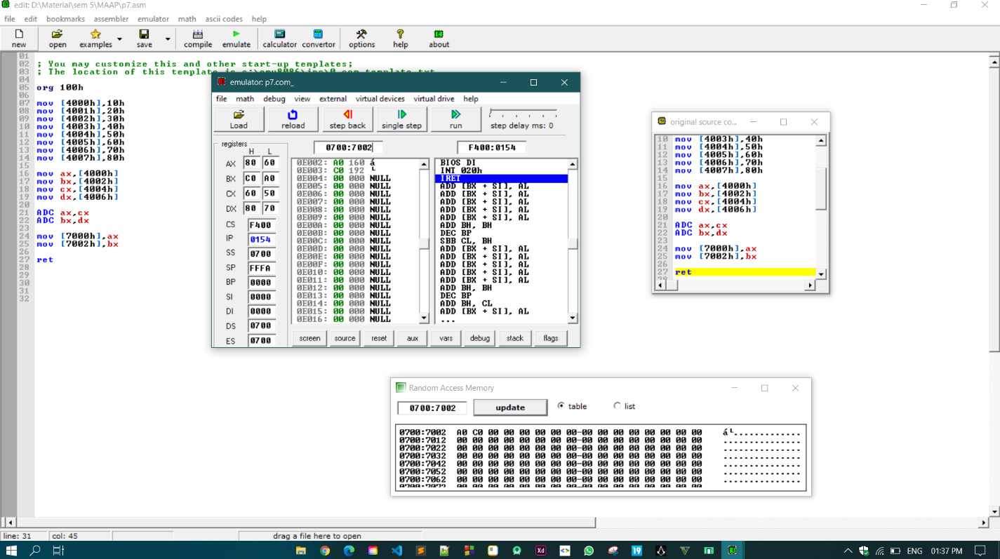 edit: D:\Material\sem 5\MAAP\p7.asm
file edit bookmarks assembler emulator math ascii codes help
new open examples save compile emulate calculator convertor options help about
01
02 ; You may customize this and other start-up templates;
03 ; The location of this template is c:\emu8086\inc\0_com_template.txt
04
05 org 100h
06
07 mov [4000h],10h
08 mov [4001h],20h
09 mov [4002h],30h
10 mov [4003h],40h
11 mov [4004h],50h
12 mov [4005h],60h
13 mov [4006h],70h
14 mov [4007h],80h
15
16 mov ax,[4000h]
17 mov bx,[4002h]
18 mov cx,[4004h]
19 mov dx,[4006h]
20
21 ADC ax,cx
22 ADC bx,dx
23
24 mov [7000h],ax
25 mov [7002h],bx
26
27 ret
28
29
30
31
32
emulator: p7.com_
file math debug view external virtual devices virtual drive help
Load reload step back single step run step delay ms: 0
registers
H L
AX 80 60
BX C0 A0
CX 60 50
DX 80 70
CS F400
IP 0154
SS 0700
SP FFFA
BP 0000
SI 0000
DI 0000
DS 0700
ES 0700
0700:7002
0E002: A0 160 á
0E003: C0 192 └
0E004: 00 000 NULL
0E005: 00 000 NULL
0E006: 00 000 NULL
0E007: 00 000 NULL
0E008: 00 000 NULL
0E009: 00 000 NULL
0E00A: 00 000 NULL
0E00B: 00 000 NULL
0E00C: 00 000 NULL
0E00D: 00 000 NULL
0E00E: 00 000 NULL
0E00F: 00 000 NULL
0E010: 00 000 NULL
0E011: 00 000 NULL
0E012: 00 000 NULL
0E013: 00 000 NULL
0E014: 00 000 NULL
0E015: 00 000 NULL
0E016: 00 000 NULL
F400:0154
BIOS DI
INT 020h
IRET
ADD [BX + SI], AL
ADD [BX + SI], AL
ADD [BX + SI], AL
ADD [BX + SI], AL
ADD [BX + SI], AL
ADD BH, BH
DEC BP
SBB CL, BH
ADD [BX + SI], AL
ADD [BX + SI], AL
ADD [BX + SI], AL
ADD [BX + SI], AL
ADD [BX + SI], AL
ADD BH, BH
DEC BP
ADD BH, CL
ADD [BX + SI], AL
...
screen source reset aux vars debug stack flags
original source co...
10 mov [4003h],40h
11 mov [4004h],50h
12 mov [4005h],60h
13 mov [4006h],70h
14 mov [4007h],80h
15
16 mov ax,[4000h]
17 mov bx,[4002h]
18 mov cx,[4004h]
19 mov dx,[4006h]
20
21 ADC ax,cx
22 ADC bx,dx
23
24 mov [7000h],ax
25 mov [7002h],bx
26
27 ret
28
Random Access Memory
0700:7002 update table list
0700:7002 A0 C0 00 00 00 00 00 00-00 00 00 00 00 00 00 00 á└..............
0700:7012 00 00 00 00 00 00 00 00-00 00 00 00 00 00 00 00 ................
0700:7022 00 00 00 00 00 00 00 00-00 00 00 00 00 00 00 00 ................
0700:7032 00 00 00 00 00 00 00 00-00 00 00 00 00 00 00 00 ................
0700:7042 00 00 00 00 00 00 00 00-00 00 00 00 00 00 00 00 ................
0700:7052 00 00 00 00 00 00 00 00-00 00 00 00 00 00 00 00 ................
0700:7062 00 00 00 00 00 00 00 00-00 00 00 00 00 00 00 00 ................
0700:7072 00 00 00 00 00 00 00 00-00 00 00 00 00 00 00 00
line: 31 col: 45 drag a file here to open
Xd 19 ENG 01:37 PM